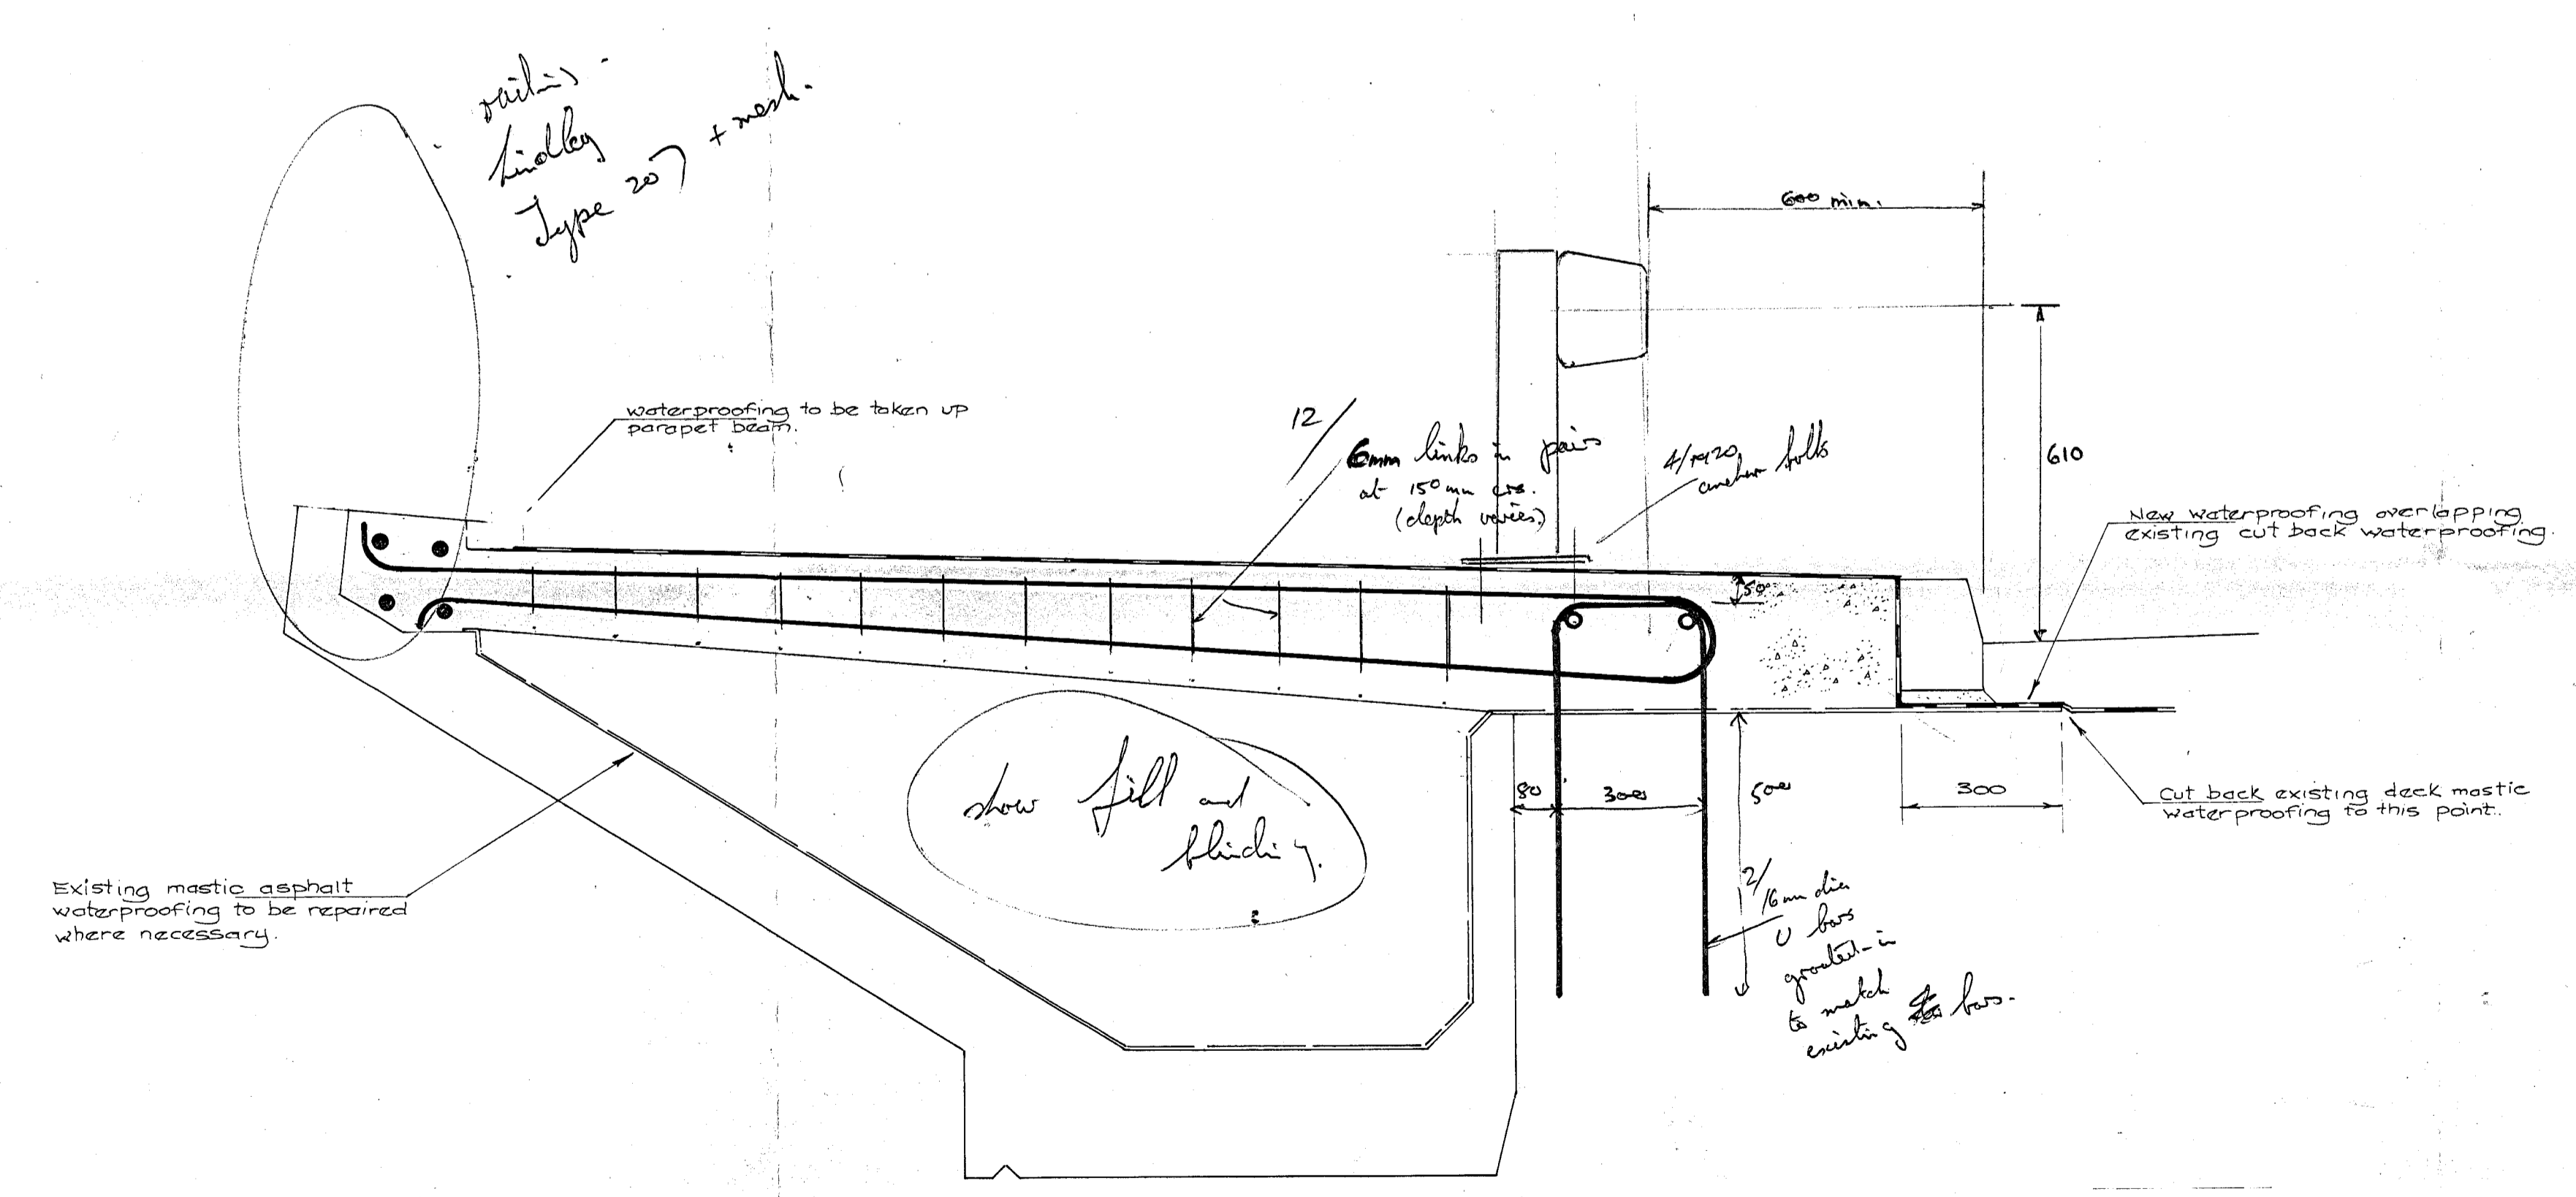 railings
Lindley
Type 207 + mesh.
600 min.
waterproofing to be taken up
parapet beam.
12/
6mm links in pairs
at 150mm crs.
(depth varies)
4/M20
anchor bolts
610
New waterproofing overlapping
existing cut back waterproofing.
50
show fill and
blinding.
80
300
500
300
Cut back existing deck mastic
waterproofing to this point.
Existing mastic asphalt
waterproofing to be repaired
where necessary.
2/
16mm dia
U bars
grouted-in
to match
existing bars.